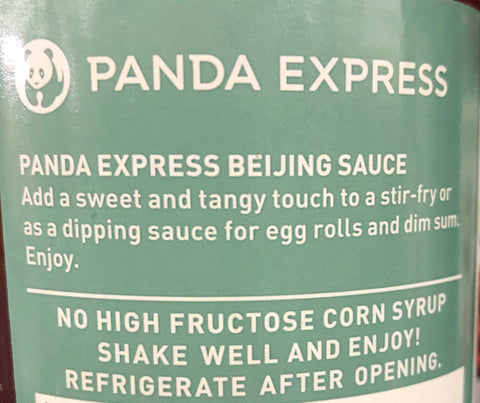 PANDA EXPRESS
PANDA EXPRESS BEIJING SAUCE
Add a sweet and tangy touch to a stir-fry or
as a dipping sauce for egg rolls and dim sum.
Enjoy.
NO HIGH FRUCTOSE CORN SYRUP
SHAKE WELL AND ENJOY!
REFRIGERATE AFTER OPENING.